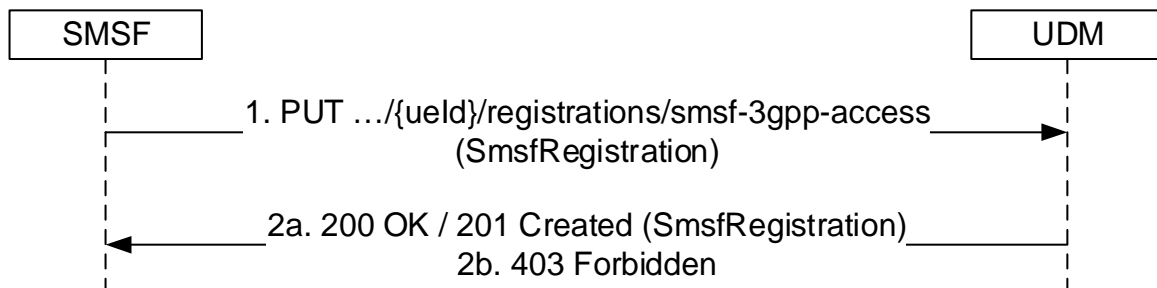 SMSF
UDM
1. PUT …/{ueId}/registrations/smsf-3gpp-access
(SmsfRegistration)
2a. 200 OK / 201 Created (SmsfRegistration)
2b. 403 Forbidden